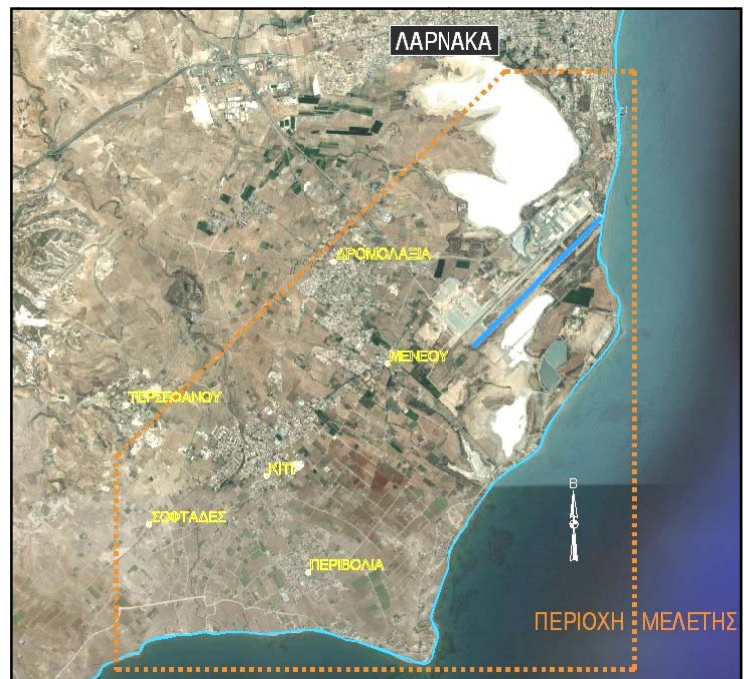 ΛΑΡΝΑΚΑ
ΔΡΟΜΟΛΑΞΙΑ
ΜΕΝΕΟΥ
ΤΕΡΣΕΦΑΝΟΥ
ΚΙΤΙ
Β
ΣΟΦΤΑΔΕΣ
ΠΕΡΙΒΟΛΙΑ
ΠΕΡΙΟΧΗ ΜΕΛΕΤΗΣ